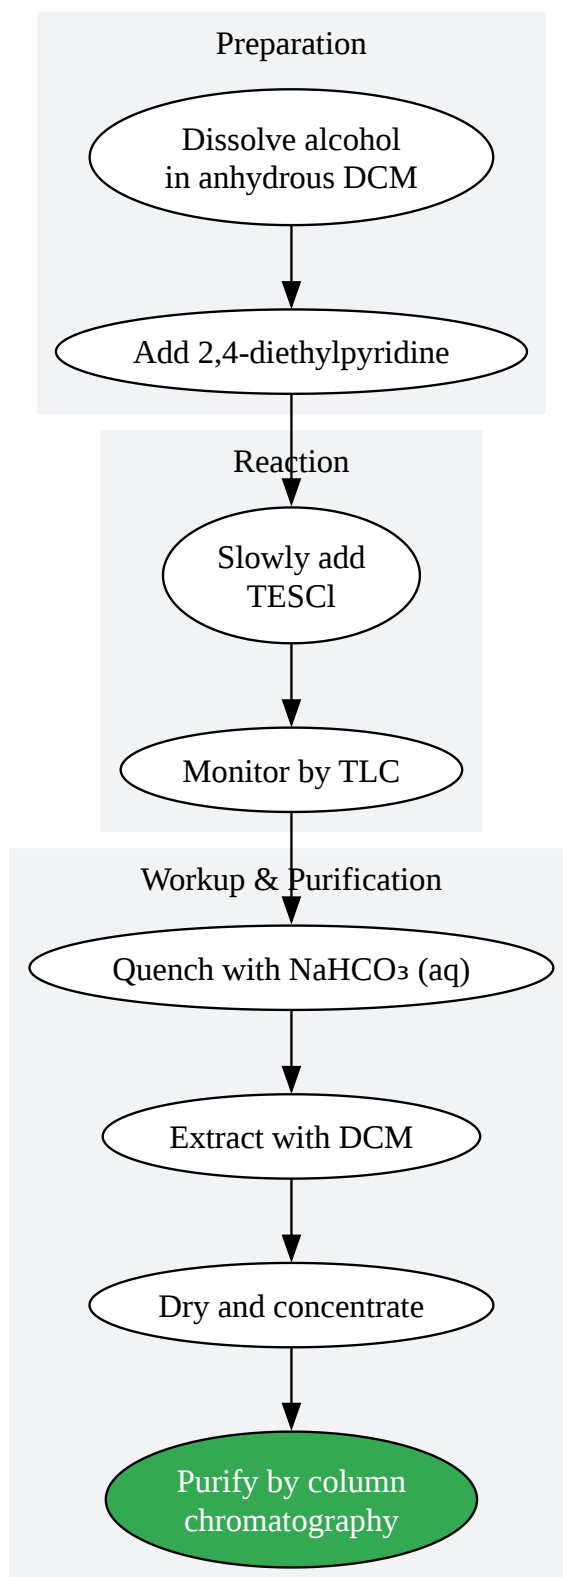 Preparation
Dissolve alcohol
in anhydrous DCM
Add 2,4-diethylpyridine
Reaction
Slowly add
TESCl
Monitor by TLC
Workup & Purification
Quench with NaHCO₃ (aq)
Extract with DCM
Dry and concentrate
Purify by column
chromatography